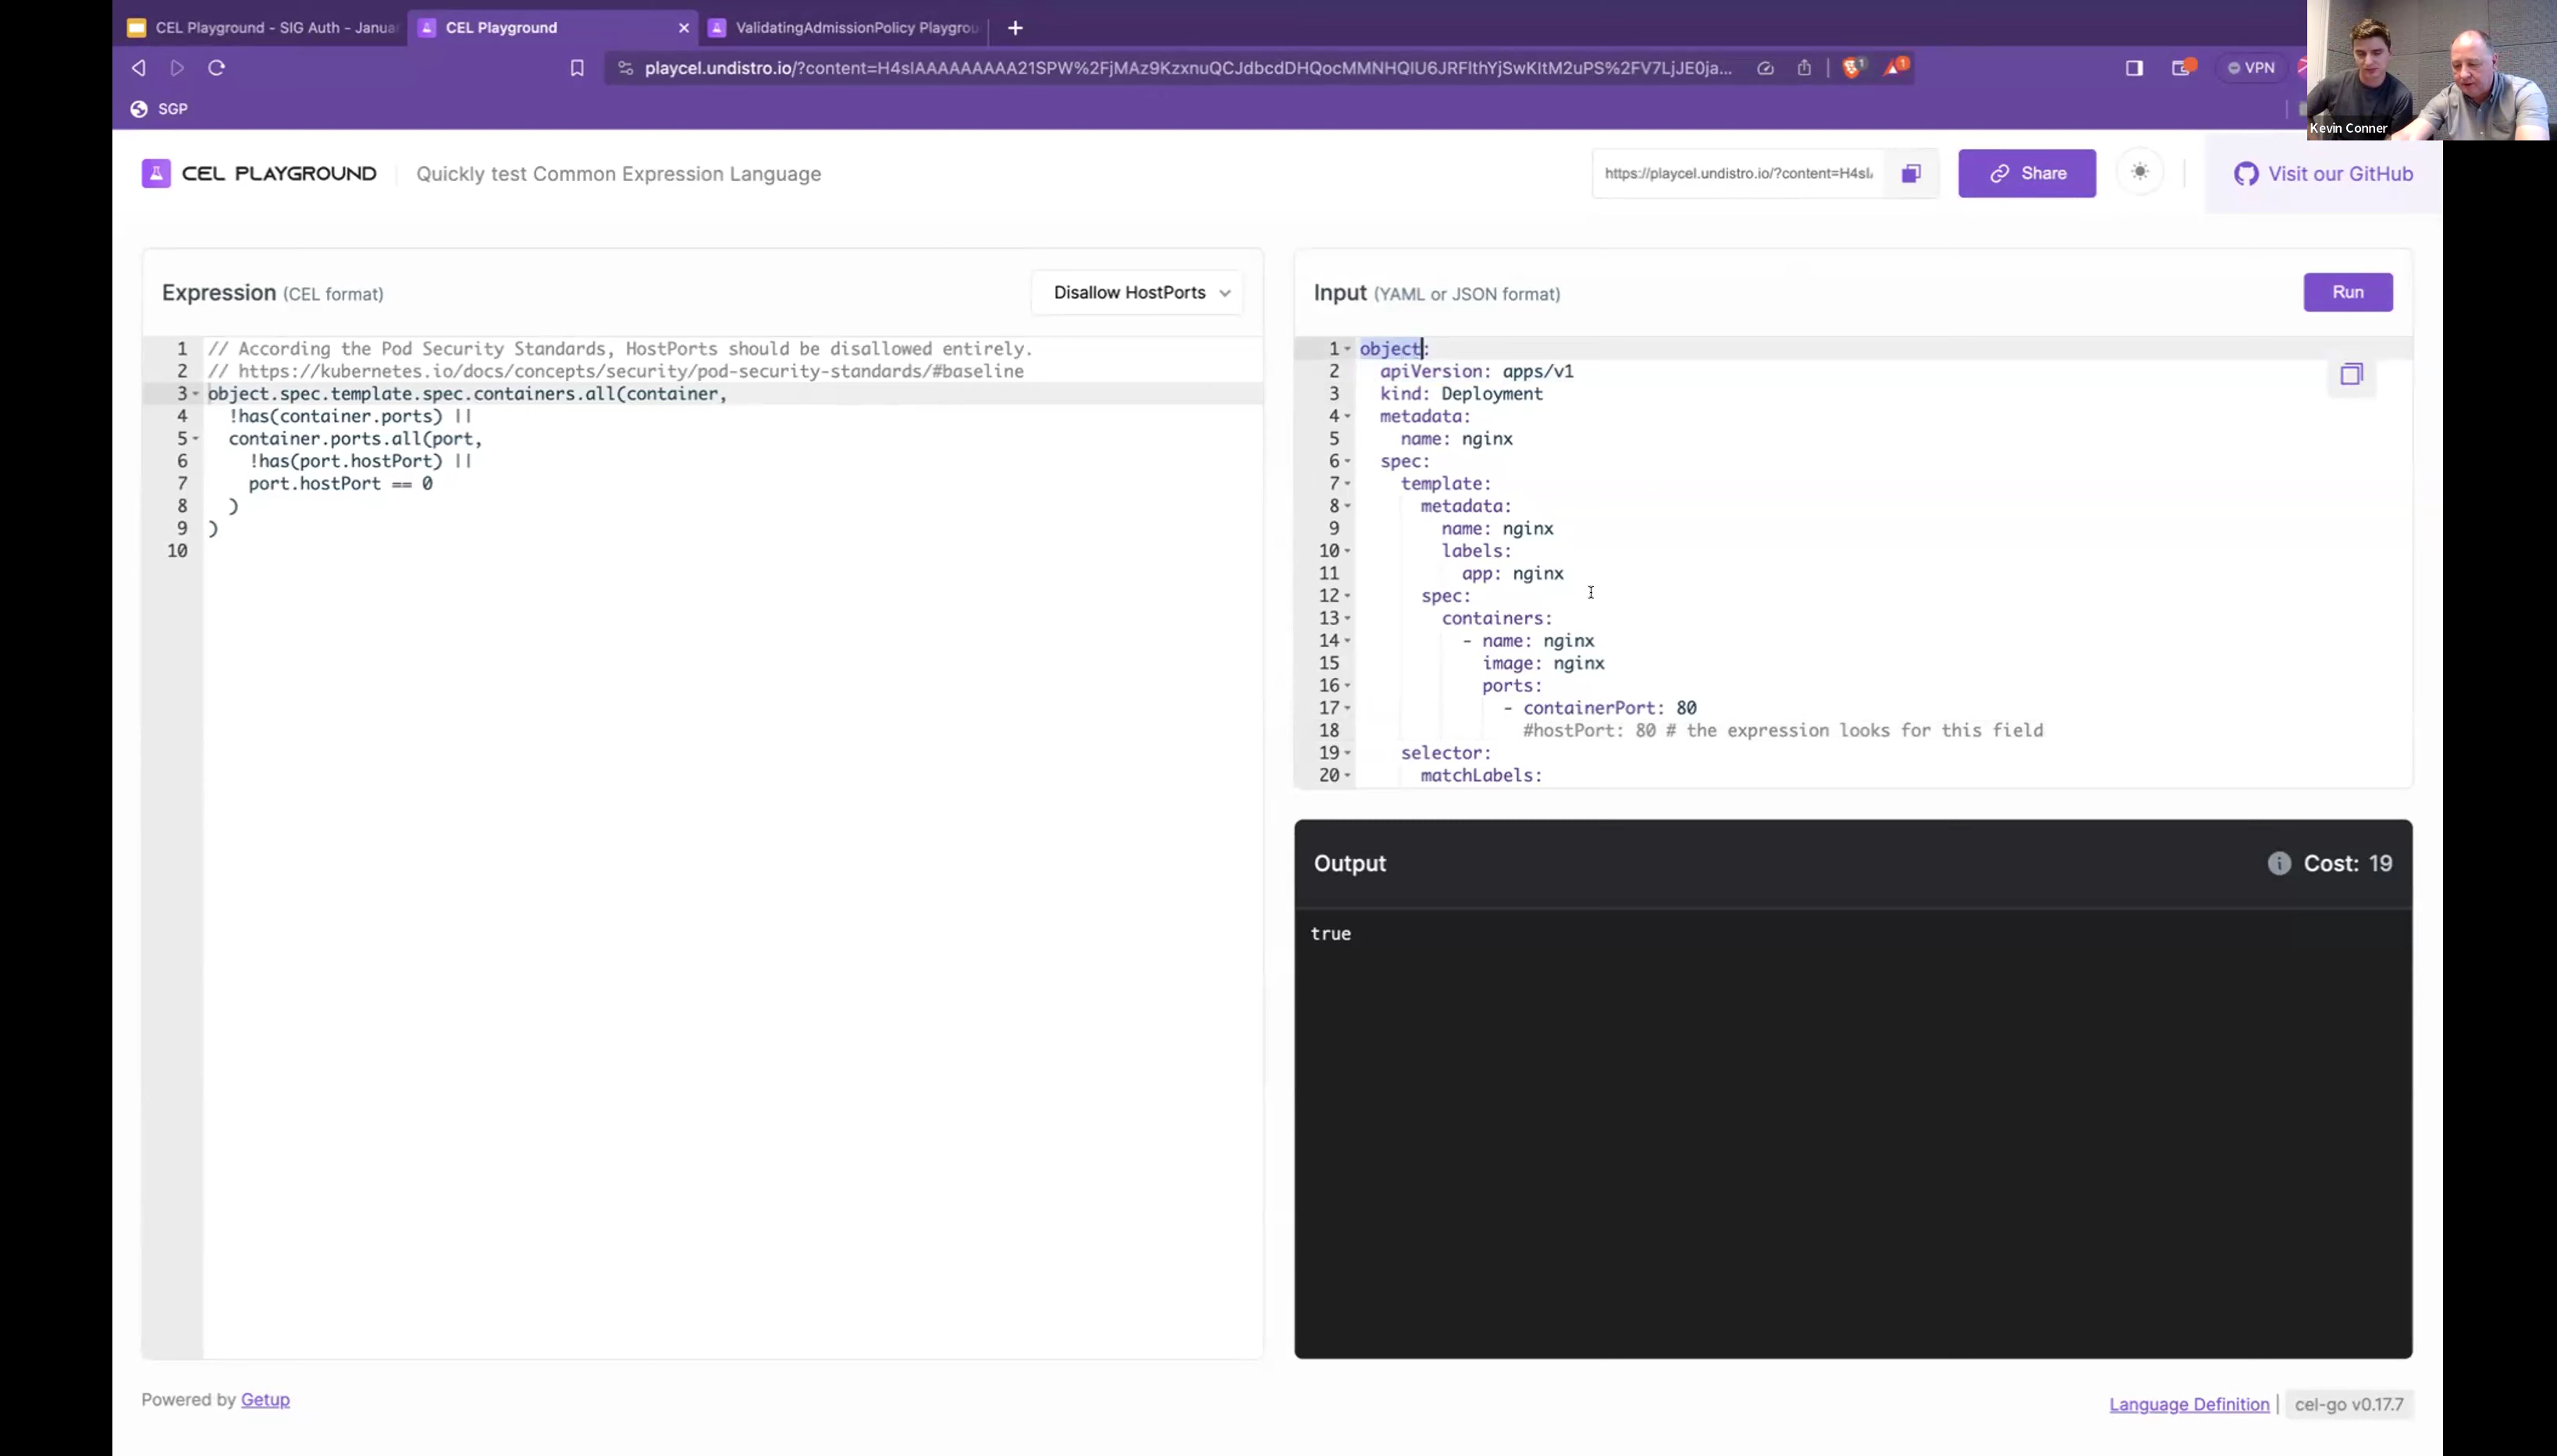 CEL Playground - SIG Auth - Janua
CEL Playground
ValidatingAdmissionPolicy Playgrou
playcel.undistro.io/?content=H4sIAAAAAAAAA21SPW%2FjMAz9KzxnuQCJdbcdDHQocMMNHQIU6JRFIthYjSwKItM2uPS%2FV7LjJE0ja...
1
1
VPN
SGP
Kevin Conner
CEL PLAYGROUND
Quickly test Common Expression Language
https://playcel.undistro.io/?content=H4sIA
Share
Visit our GitHub
Expression (CEL format)
Disallow HostPorts
1 // According the Pod Security Standards, HostPorts should be disallowed entirely.
2 // https://kubernetes.io/docs/concepts/security/pod-security-standards/#baseline
3 object.spec.template.spec.containers.all(container,
4 !has(container.ports) ||
5 container.ports.all(port,
6 !has(port.hostPort) ||
7 port.hostPort == 0
8 )
9 )
10
Input (YAML or JSON format)
Run
1 object:
2 apiVersion: apps/v1
3 kind: Deployment
4 metadata:
5 name: nginx
6 spec:
7 template:
8 metadata:
9 name: nginx
10 labels:
11 app: nginx
12 spec:
13 containers:
14 - name: nginx
15 image: nginx
16 ports:
17 - containerPort: 80
18 #hostPort: 80 # the expression looks for this field
19 selector:
20 matchLabels:
Output
Cost: 19
true
Powered by Getup
Language Definition
cel-go v0.17.7